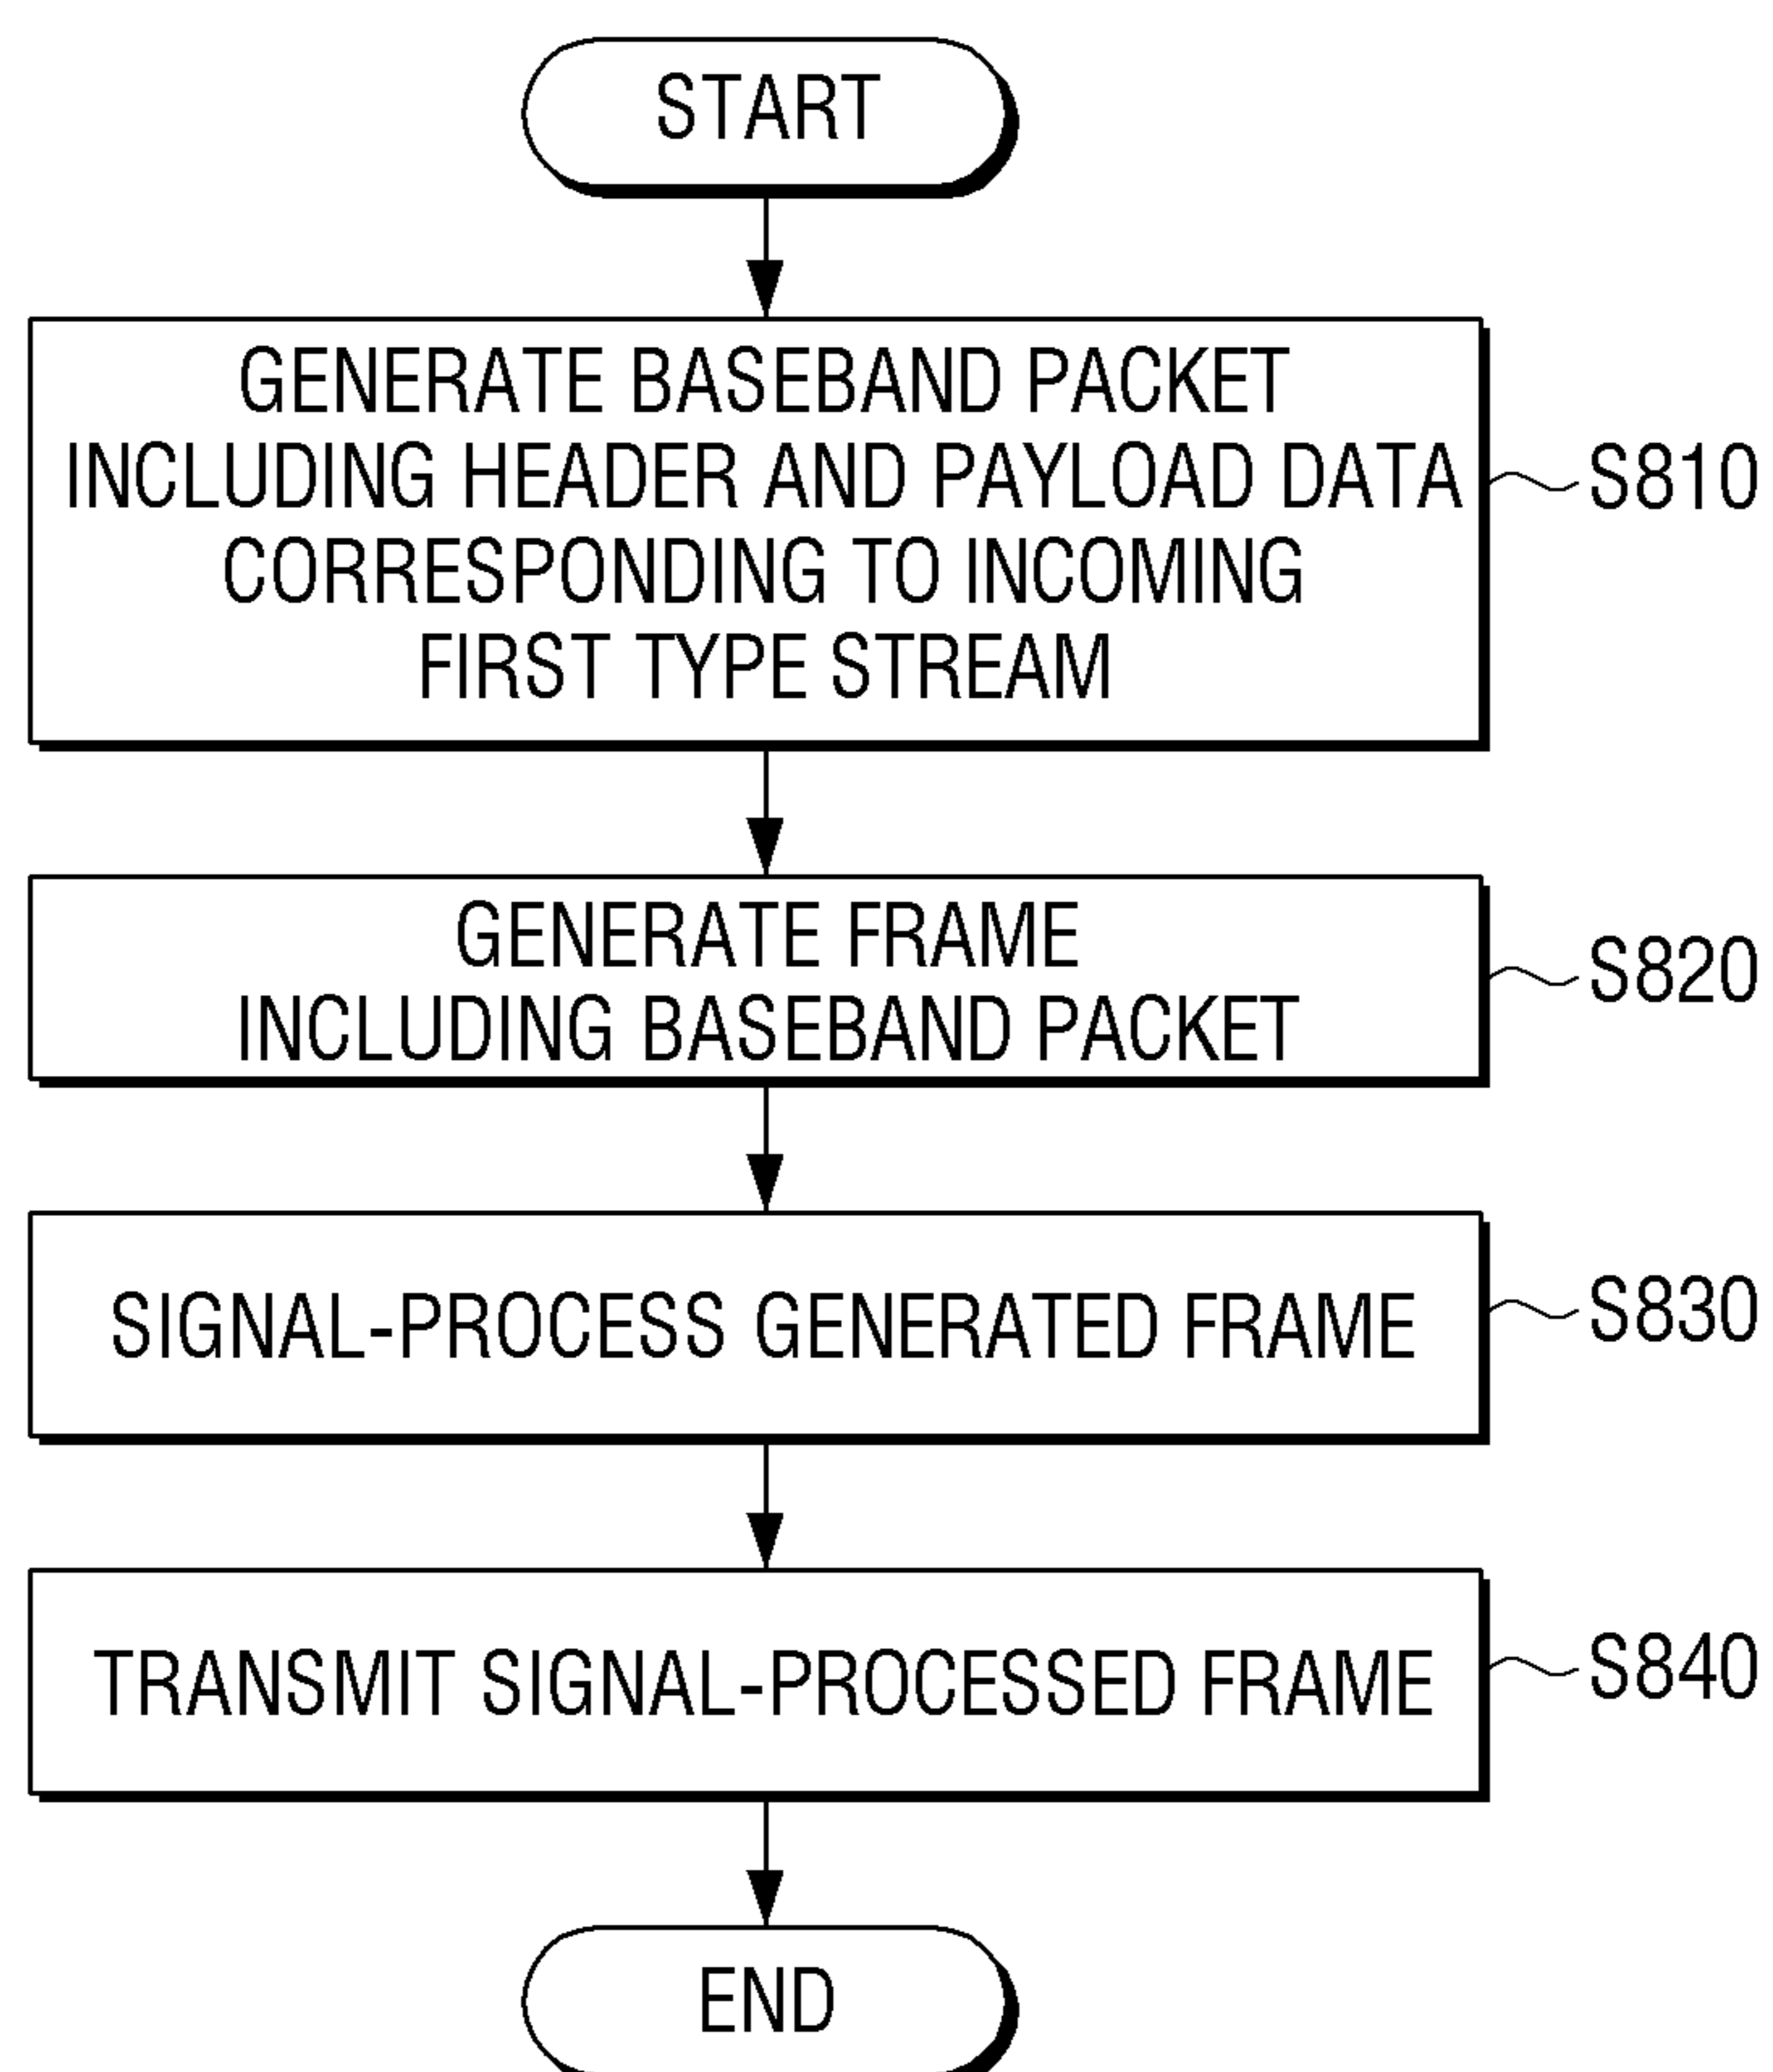 START
GENERATE BASEBAND PACKET
INCLUDING HEADER AND PAYLOAD DATA
CORRESPONDING TO INCOMING
FIRST TYPE STREAM
S810
GENERATE FRAME
INCLUDING BASEBAND PACKET
S820
SIGNAL-PROCESS GENERATED FRAME
S830
TRANSMIT SIGNAL-PROCESSED FRAME
S840
END